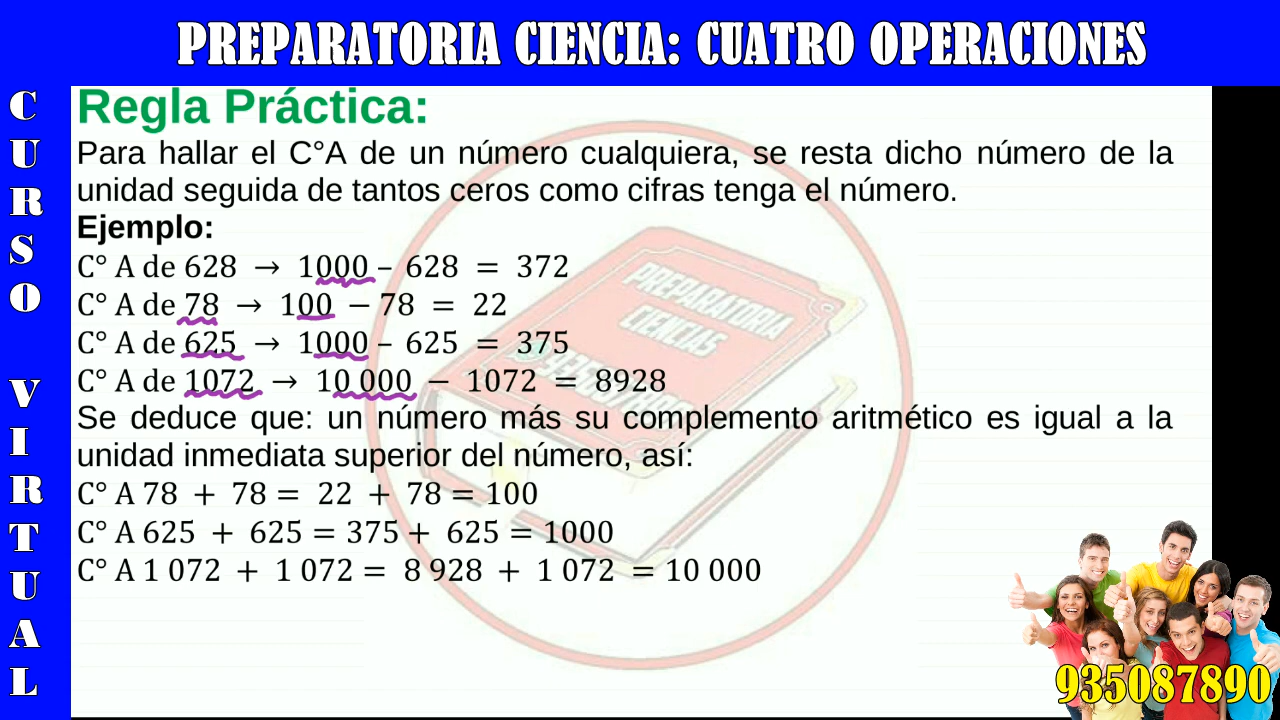 PREPARATORIA CIENCIA: CUATRO OPERACIONES
CURSO VIRTUAL
Regla Práctica:
Para hallar el C°A de un número cualquiera, se resta dicho número de la
unidad seguida de tantos ceros como cifras tenga el número.
Ejemplo:
C° A de 628 → 1000 – 628 = 372
C° A de 78 → 100 − 78 = 22
C° A de 625 → 1000 – 625 = 375
C° A de 1072 → 10 000 − 1072 = 8928
Se deduce que: un número más su complemento aritmético es igual a la
unidad inmediata superior del número, así:
C° A 78 + 78 = 22 + 78 = 100
C° A 625 + 625 = 375 + 625 = 1000
C° A 1 072 + 1 072 = 8 928 + 1 072 = 10 000
PREPARATORIA
CIENCIAS
935087890